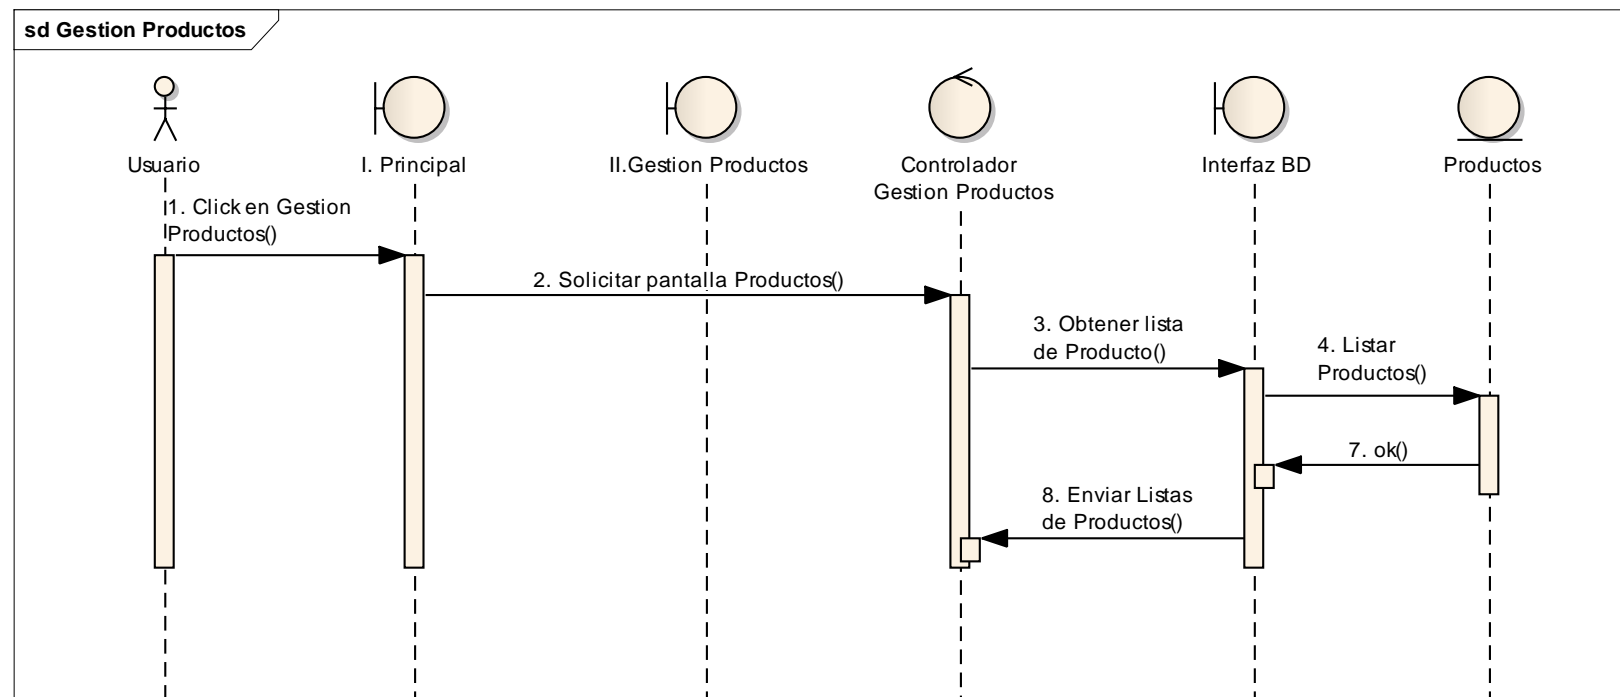 sd Gestion Productos
Usuario
I. Principal
II.Gestion Productos
Controlador
Gestion Productos
Interfaz BD
Productos
1. Click en Gestion
Productos()
2. Solicitar pantalla Productos()
3. Obtener lista
de Producto()
4. Listar
Productos()
7. ok()
8. Enviar Listas
de Productos()